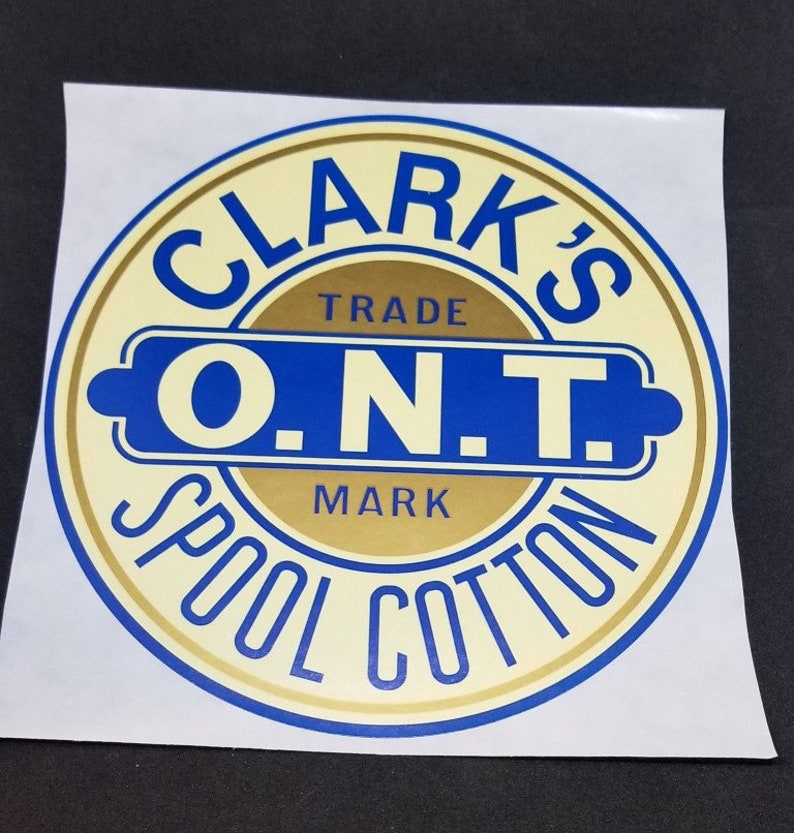 CLARK'S
TRADE
O.N.T.
MARK
SPOOL COTTON